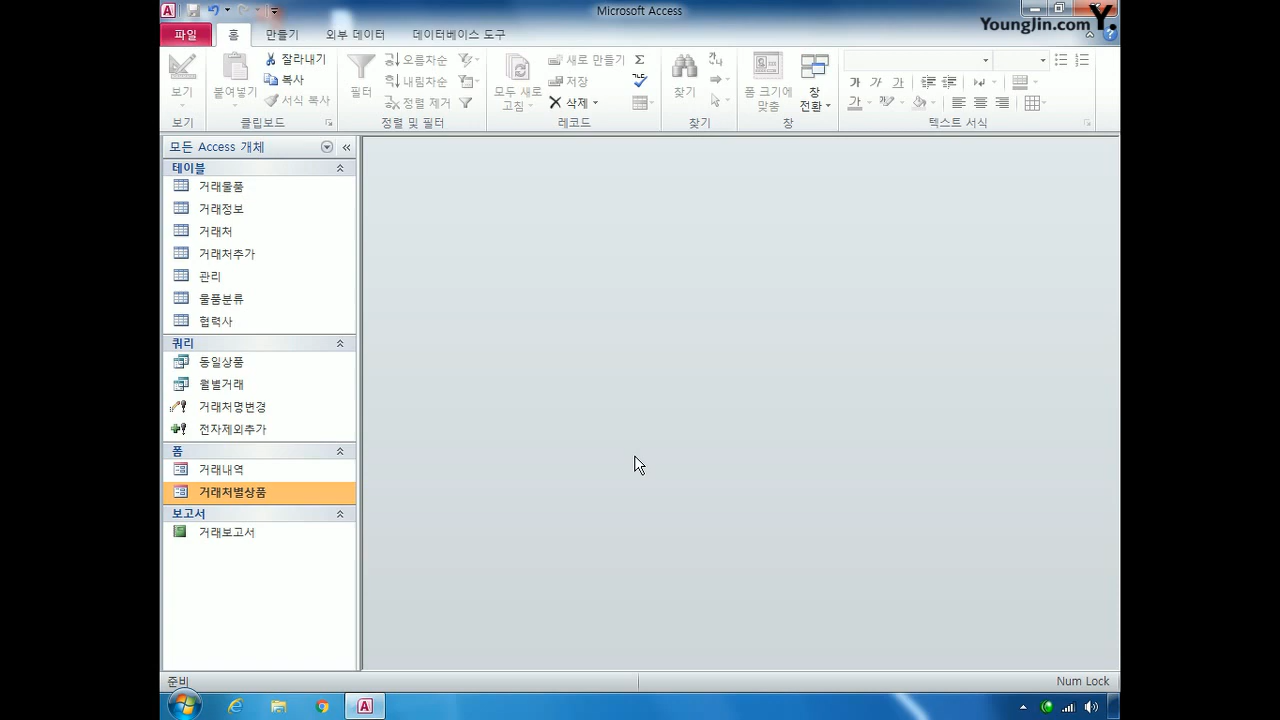 Microsoft Access
Younglin.com Y.
파일 홈 만들기 외부 데이터 데이터베이스 도구
보기
붙여넣기
잘라내기
복사
서식 복사
필터
오름차순
내림차순
정렬 제거
모두 새로 고침
새로 만들기
저장
삭제
찾기
폼 크기에 맞춤
창 전환
가 가 가
가
보기 클립보드 정렬 및 필터 레코드 찾기 창 텍스트 서식
모든 Access 개체
테이블
거래물품
거래정보
거래처
거래처추가
관리
물품분류
협력사
쿼리
동일상품
월별거래
거래처명변경
전자제외추가
폼
거래내역
거래처별상품
보고서
거래보고서
준비
Num Lock